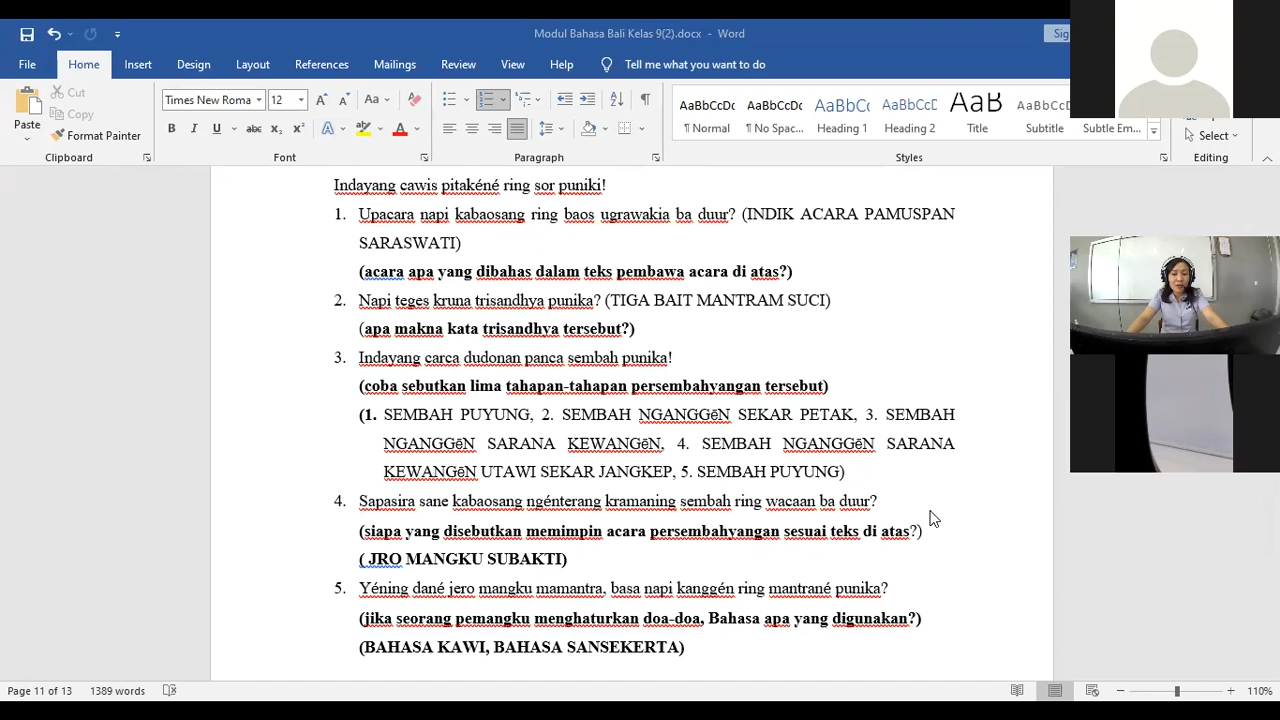 Modul Bahasa Bali Kelas 9(2).docx - Word
Sig
File Home Insert Design Layout References Mailings Review View Help Tell me what you want to do
Paste
Cut
Copy
Format Painter
Clipboard
Times New Roma 12
Aa
B I U abc x₂ x²
Font
Paragraph
AaBbCcDc AaBbCcDc AaBbCcDc AaBbCcDc AaB AaBbCcD
¶ Normal ¶ No Spac... Heading 1 Heading 2 Title Subtitle Subtle Em...
Styles
Select
Editing
Indayang cawis pitakéné ring sor puniki!
1. Upacara napi kabaosang ring baos ugrawakia ba duur? (INDIK ACARA PAMUSPAN
SARASWATI)
(acara apa yang dibahas dalam teks pembawa acara di atas?)
2. Napi teges kruna trisandhya punika? (TIGA BAIT MANTRAM SUCI)
(apa makna kata trisandhya tersebut?)
3. Indayang carca dudonan panca sembah punika!
(coba sebutkan lima tahapan-tahapan persembahyangan tersebut)
(1. SEMBAH PUYUNG, 2. SEMBAH NGANGGēN SEKAR PETAK, 3. SEMBAH
NGANGGēN SARANA KEWANGēN, 4. SEMBAH NGANGGēN SARANA
KEWANGēN UTAWI SEKAR JANGKEP, 5. SEMBAH PUYUNG)
4. Sapasira sane kabaosang ngénterang kramaning sembah ring wacaan ba duur?
(siapa yang disebutkan memimpin acara persembahyangan sesuai teks di atas?)
( JRO MANGKU SUBAKTI)
5. Yéning dané jero mangku mamantra, basa napi kanggén ring mantrané punika?
(jika seorang pemangku menghaturkan doa-doa, Bahasa apa yang digunakan?)
(BAHASA KAWI, BAHASA SANSEKERTA)
Page 11 of 13 1389 words 110%